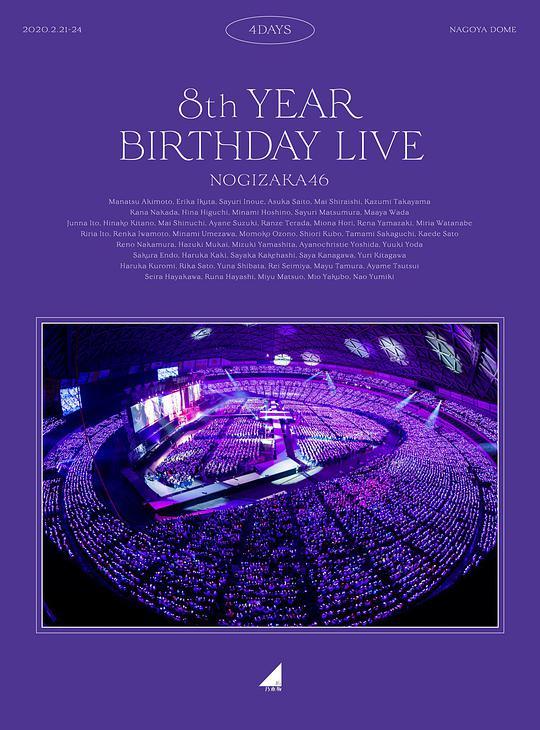 2020.2.21-24
4DAYS
NAGOYA DOME
8th YEAR
BIRTHDAY LIVE
NOGIZAKA46
Manatsu Akimoto, Erika Ikuta, Sayuri Inoue, Asuka Saito, Mai Shiraishi, Kazumi Takayama
Kana Nakada, Hina Higuchi, Minami Hoshino, Sayuri Matsumura, Maaya Wada
Junna Ito, Hinako Kitano, Mai Shinuchi, Ayane Suzuki, Ranze Terada, Miona Hori, Rena Yamazaki, Miria Watanabe
Riria Ito, Renka Iwamoto, Minami Umezawa, Momoko Ozono, Shiori Kubo, Tamami Sakaguchi, Kaede Sato
Reno Nakamura, Hazuki Mukai, Mizuki Yamashita, Ayanochristie Yoshida, Yuuki Yoda
Sakura Endo, Haruka Kaki, Sayaka Kakehashi, Saya Kanagawa, Yuri Kitagawa
Haruka Kuromi, Rika Sato, Yuna Shibata, Rei Seimiya, Mayu Tamura, Ayame Tsutsui
Seira Hayakawa, Runa Hayashi, Miyu Matsuo, Mio Yakubo, Nao Yumiki
46
乃木坂